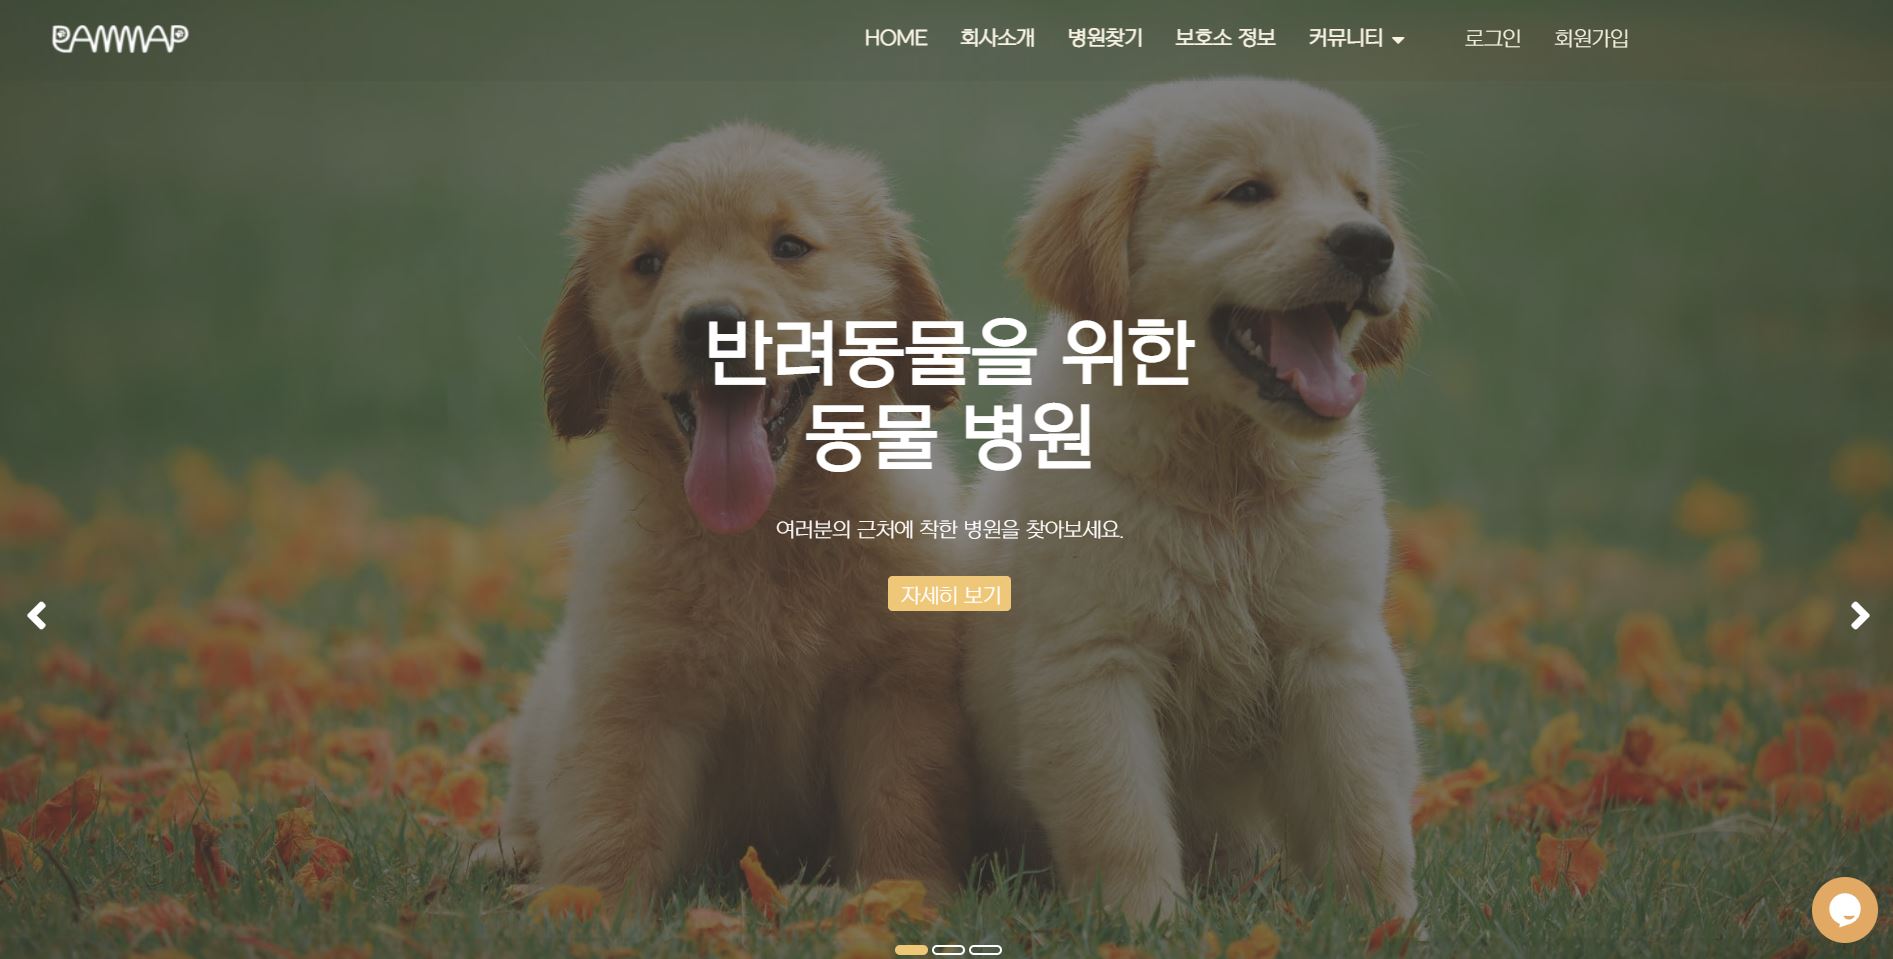 PAMMAP
HOME 회사소개 병원찾기 보호소 정보 커뮤니티 로그인 회원가입
반려동물을 위한
동물 병원
여러분의 근처에 착한 병원을 찾아보세요.
자세히 보기